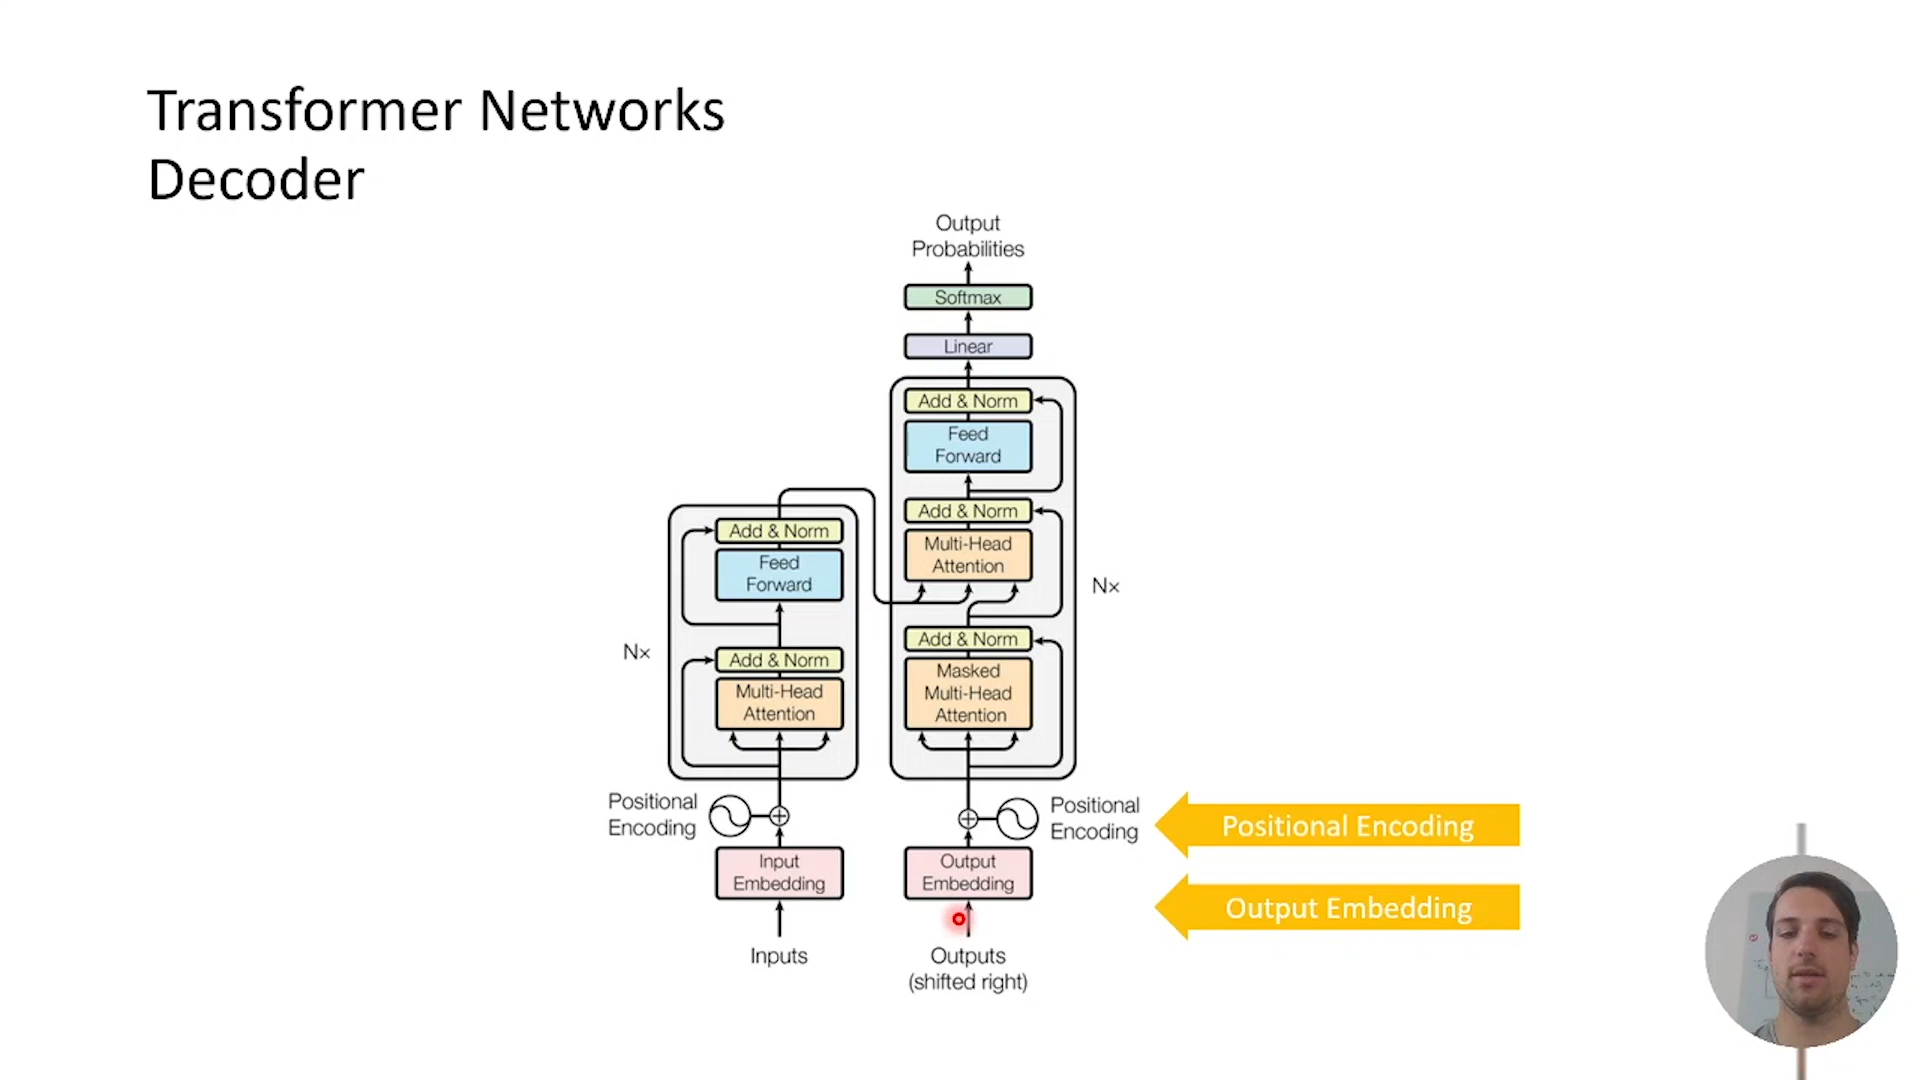 Transformer Networks
Decoder
Output
Probabilities
Softmax
Linear
Add & Norm
Feed
Forward
Add & Norm
Multi-Head
Attention
Nx
Add & Norm
Masked
Multi-Head
Attention
Add & Norm
Feed
Forward
Nx
Add & Norm
Multi-Head
Attention
Positional
Encoding
Positional
Encoding
Positional Encoding
Input
Embedding
Output
Embedding
Output Embedding
Inputs
Outputs
(shifted right)